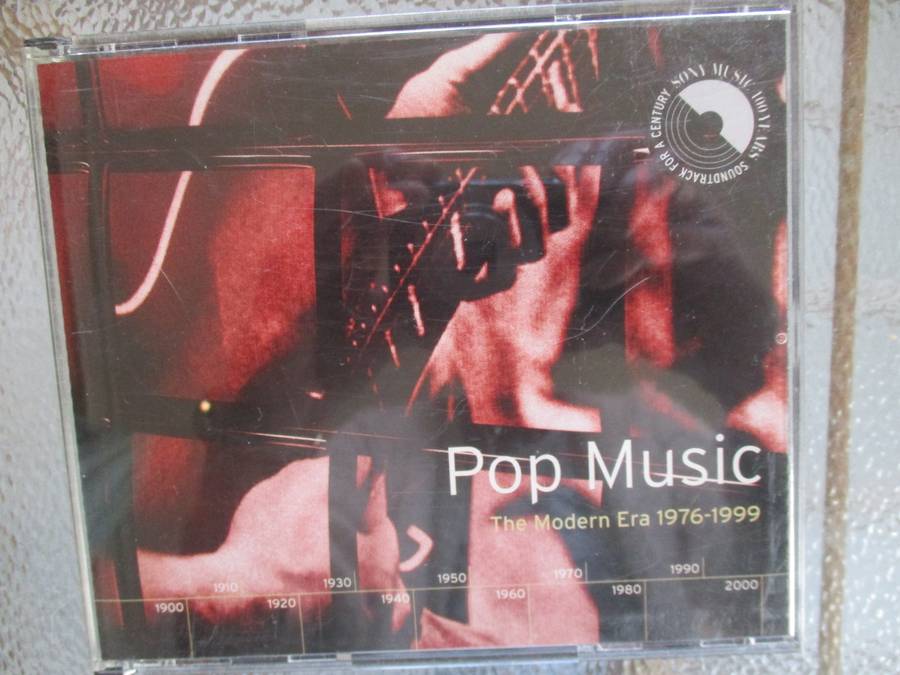 SONY MUSIC 100 YEARS
SOUNDTRACK FOR A CENTURY
Pop Music
The Modern Era 1976-1999
1910 1930 1950 1970 1990
1900 1920 1940 1960 1980 2000